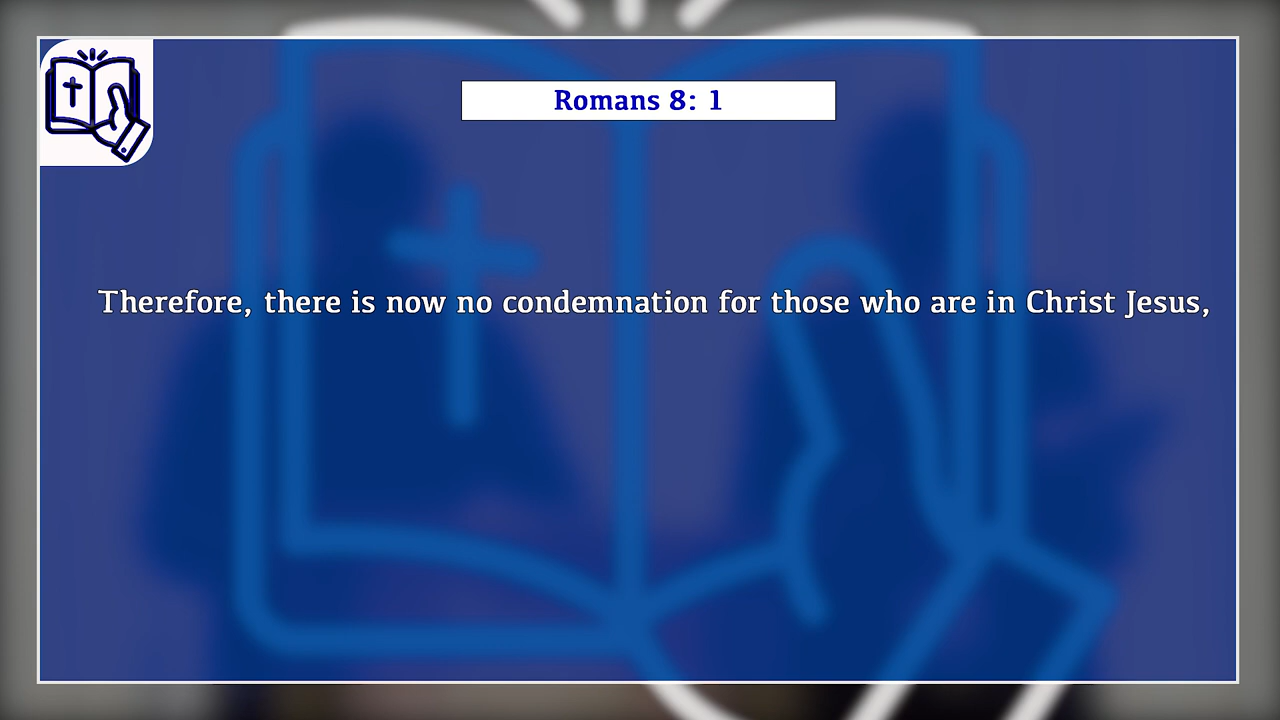 Romans 8: 1
Therefore, there is now no condemnation for those who are in Christ Jesus,